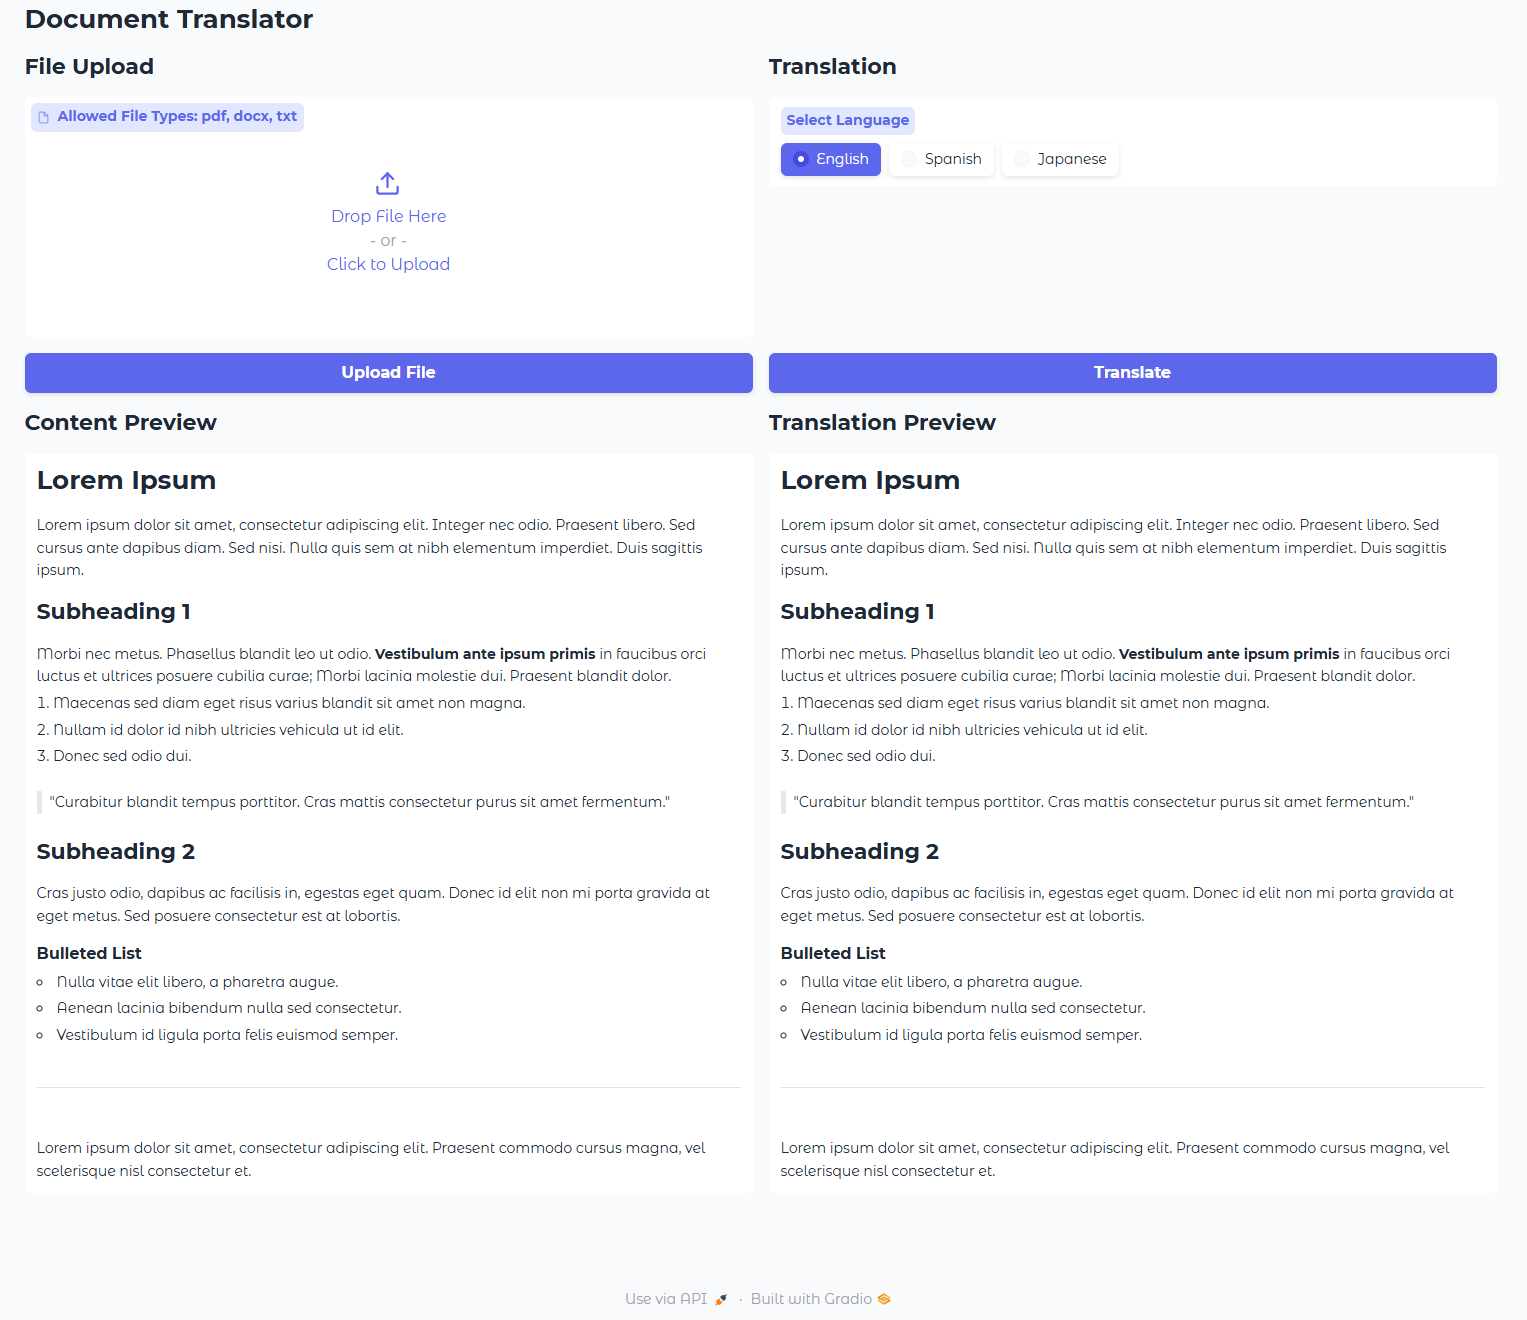 Document Translator
File Upload
Allowed File Types: pdf, docx, txt
Drop File Here
- or -
Click to Upload
Upload File
Translation
Select Language
English
Spanish
Japanese
Translate
Content Preview
Lorem Ipsum
Lorem ipsum dolor sit amet, consectetur adipiscing elit. Integer nec odio. Praesent libero. Sed
cursus ante dapibus diam. Sed nisi. Nulla quis sem at nibh elementum imperdiet. Duis sagittis
ipsum.
Subheading 1
Morbi nec metus. Phasellus blandit leo ut odio. Vestibulum ante ipsum primis in faucibus orci
luctus et ultrices posuere cubilia curae; Morbi lacinia molestie dui. Praesent blandit dolor.
1. Maecenas sed diam eget risus varius blandit sit amet non magna.
2. Nullam id dolor id nibh ultricies vehicula ut id elit.
3. Donec sed odio dui.
"Curabitur blandit tempus porttitor. Cras mattis consectetur purus sit amet fermentum."
Subheading 2
Cras justo odio, dapibus ac facilisis in, egestas eget quam. Donec id elit non mi porta gravida at
eget metus. Sed posuere consectetur est at lobortis.
Bulleted List
Nulla vitae elit libero, a pharetra augue.
Aenean lacinia bibendum nulla sed consectetur.
Vestibulum id ligula porta felis euismod semper.
Lorem ipsum dolor sit amet, consectetur adipiscing elit. Praesent commodo cursus magna, vel
scelerisque nisl consectetur et.
Translation Preview
Lorem Ipsum
Lorem ipsum dolor sit amet, consectetur adipiscing elit. Integer nec odio. Praesent libero. Sed
cursus ante dapibus diam. Sed nisi. Nulla quis sem at nibh elementum imperdiet. Duis sagittis
ipsum.
Subheading 1
Morbi nec metus. Phasellus blandit leo ut odio. Vestibulum ante ipsum primis in faucibus orci
luctus et ultrices posuere cubilia curae; Morbi lacinia molestie dui. Praesent blandit dolor.
1. Maecenas sed diam eget risus varius blandit sit amet non magna.
2. Nullam id dolor id nibh ultricies vehicula ut id elit.
3. Donec sed odio dui.
"Curabitur blandit tempus porttitor. Cras mattis consectetur purus sit amet fermentum."
Subheading 2
Cras justo odio, dapibus ac facilisis in, egestas eget quam. Donec id elit non mi porta gravida at
eget metus. Sed posuere consectetur est at lobortis.
Bulleted List
Nulla vitae elit libero, a pharetra augue.
Aenean lacinia bibendum nulla sed consectetur.
Vestibulum id ligula porta felis euismod semper.
Lorem ipsum dolor sit amet, consectetur adipiscing elit. Praesent commodo cursus magna, vel
scelerisque nisl consectetur et.
Use via API · Built with Gradio